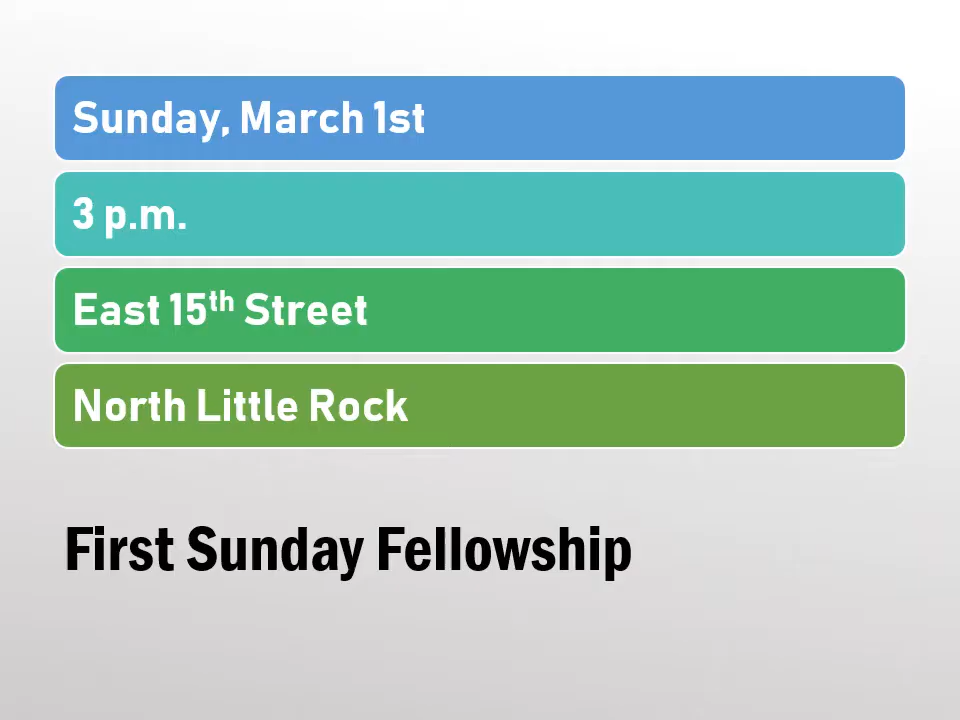 Sunday, March 1st
3 p.m.
East 15th Street
North Little Rock
First Sunday Fellowship